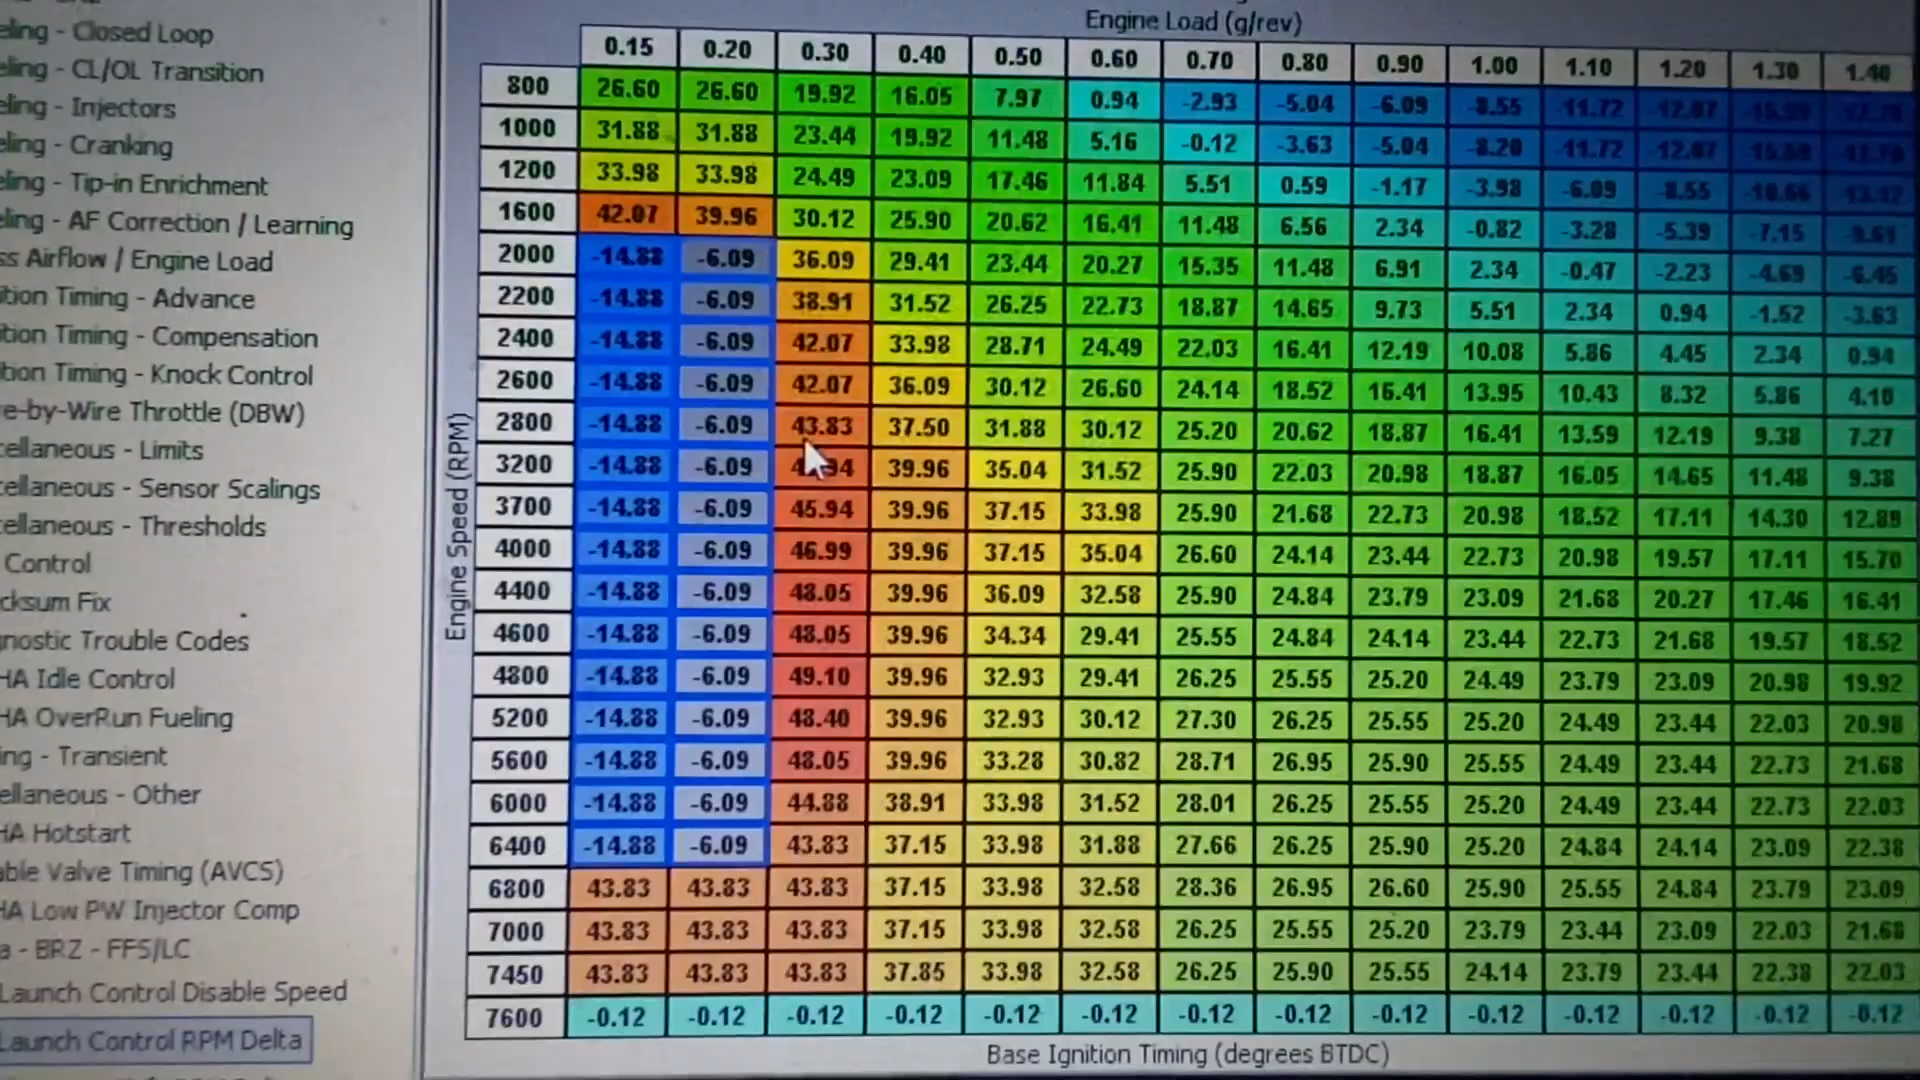 eling - Closed Loop
eling - CL/OL Transition
eling - Injectors
eling - Cranking
eling - Tip-in Enrichment
eling - AF Correction / Learning
ss Airflow / Engine Load
ition Timing - Advance
ition Timing - Compensation
ition Timing - Knock Control
e-by-Wire Throttle (DBW)
cellaneous - Limits
cellaneous - Sensor Scalings
cellaneous - Thresholds
Control
cksum Fix
gnostic Trouble Codes
HA Idle Control
HA OverRun Fueling
ing - Transient
ellaneous - Other
HA Hotstart
able Valve Timing (AVCS)
HA Low PW Injector Comp
a - BRZ - FFS/LC
Launch Control Disable Speed
Launch Control RPM Delta
Engine Load (g/rev)
0.15 0.20 0.30 0.40 0.50 0.60 0.70 0.80 0.90 1.00 1.10 1.20 1.30 1.40
Engine Speed (RPM)
800 26.60 26.60 19.92 16.05 7.97 0.94 -2.93 -5.04 -6.09 -8.55 -11.72
1000 31.88 31.88 23.44 19.92 11.48 5.16 -0.12 -3.63 -5.04 -8.20 -11.72
1200 33.98 33.98 24.49 23.09 17.46 11.84 5.51 0.59 -1.17 -3.98 -6.09 -8.55
1600 42.07 39.96 30.12 25.90 20.62 16.41 11.48 6.56 2.34 -0.82 -3.28 -5.39 -7.15
2000 -14.88 -6.09 36.09 29.41 23.44 20.27 15.35 11.48 6.91 2.34 -0.47 -2.23 -4.69 -6.45
2200 -14.88 -6.09 38.91 31.52 26.25 22.73 18.87 14.65 9.73 5.51 2.34 0.94 -1.52 -3.63
2400 -14.88 -6.09 42.07 33.98 28.71 24.49 22.03 16.41 12.19 10.08 5.86 4.45 2.34 0.94
2600 -14.88 -6.09 42.07 36.09 30.12 26.60 24.14 18.52 16.41 13.95 10.43 8.32 5.86 4.10
2800 -14.88 -6.09 43.83 37.50 31.88 30.12 25.20 20.62 18.87 16.41 13.59 12.19 9.38 7.27
3200 -14.88 -6.09 39.96 35.04 31.52 25.90 22.03 20.98 18.87 16.05 14.65 11.48 9.38
3700 -14.88 -6.09 45.94 39.96 37.15 33.98 25.90 21.68 22.73 20.98 18.52 17.11 14.30 12.89
4000 -14.88 -6.09 46.99 39.96 37.15 35.04 26.60 24.14 23.44 22.73 20.98 19.57 17.11 15.70
4400 -14.88 -6.09 48.05 39.96 36.09 32.58 25.90 24.84 23.79 23.09 21.68 20.27 17.46 16.41
4600 -14.88 -6.09 48.05 39.96 34.34 29.41 25.55 24.84 24.14 23.44 22.73 21.68 19.57 18.52
4800 -14.88 -6.09 49.10 39.96 32.93 29.41 26.25 25.55 25.20 24.49 23.79 23.09 20.98 19.92
5200 -14.88 -6.09 48.40 39.96 32.93 30.12 27.30 26.25 25.55 25.20 24.49 23.44 22.03 20.98
5600 -14.88 -6.09 48.05 39.96 33.28 30.82 28.71 26.95 25.90 25.55 24.49 23.44 22.73 21.68
6000 -14.88 -6.09 44.88 38.91 33.98 31.52 28.01 26.25 25.55 25.20 24.49 23.44 22.73 22.03
6400 -14.88 -6.09 43.83 37.15 33.98 31.88 27.66 26.25 25.90 25.20 24.84 24.14 23.09 22.38
6800 43.83 43.83 43.83 37.15 33.98 32.58 28.36 26.95 26.60 25.90 25.55 24.84 23.79 23.09
7000 43.83 43.83 43.83 37.15 33.98 32.58 26.25 25.55 25.20 23.79 23.44 23.09 22.03 21.68
7450 43.83 43.83 43.83 37.85 33.98 32.58 26.25 25.90 25.55 24.14 23.79 23.44 22.38 22.03
7600 -0.12 -0.12 -0.12 -0.12 -0.12 -0.12 -0.12 -0.12 -0.12 -0.12 -0.12 -0.12 -0.12 -0.12
Base Ignition Timing (degrees BTDC)